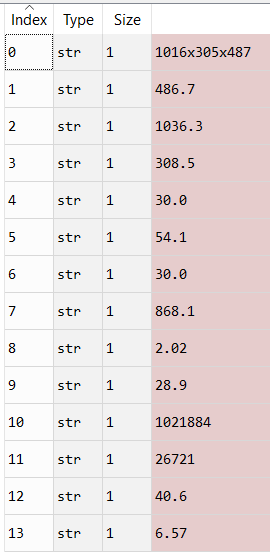 Index Type Size
0 str 1 1016x305x487
1 str 1 486.7
2 str 1 1036.3
3 str 1 308.5
4 str 1 30.0
5 str 1 54.1
6 str 1 30.0
7 str 1 868.1
8 str 1 2.02
9 str 1 28.9
10 str 1 1021884
11 str 1 26721
12 str 1 40.6
13 str 1 6.57